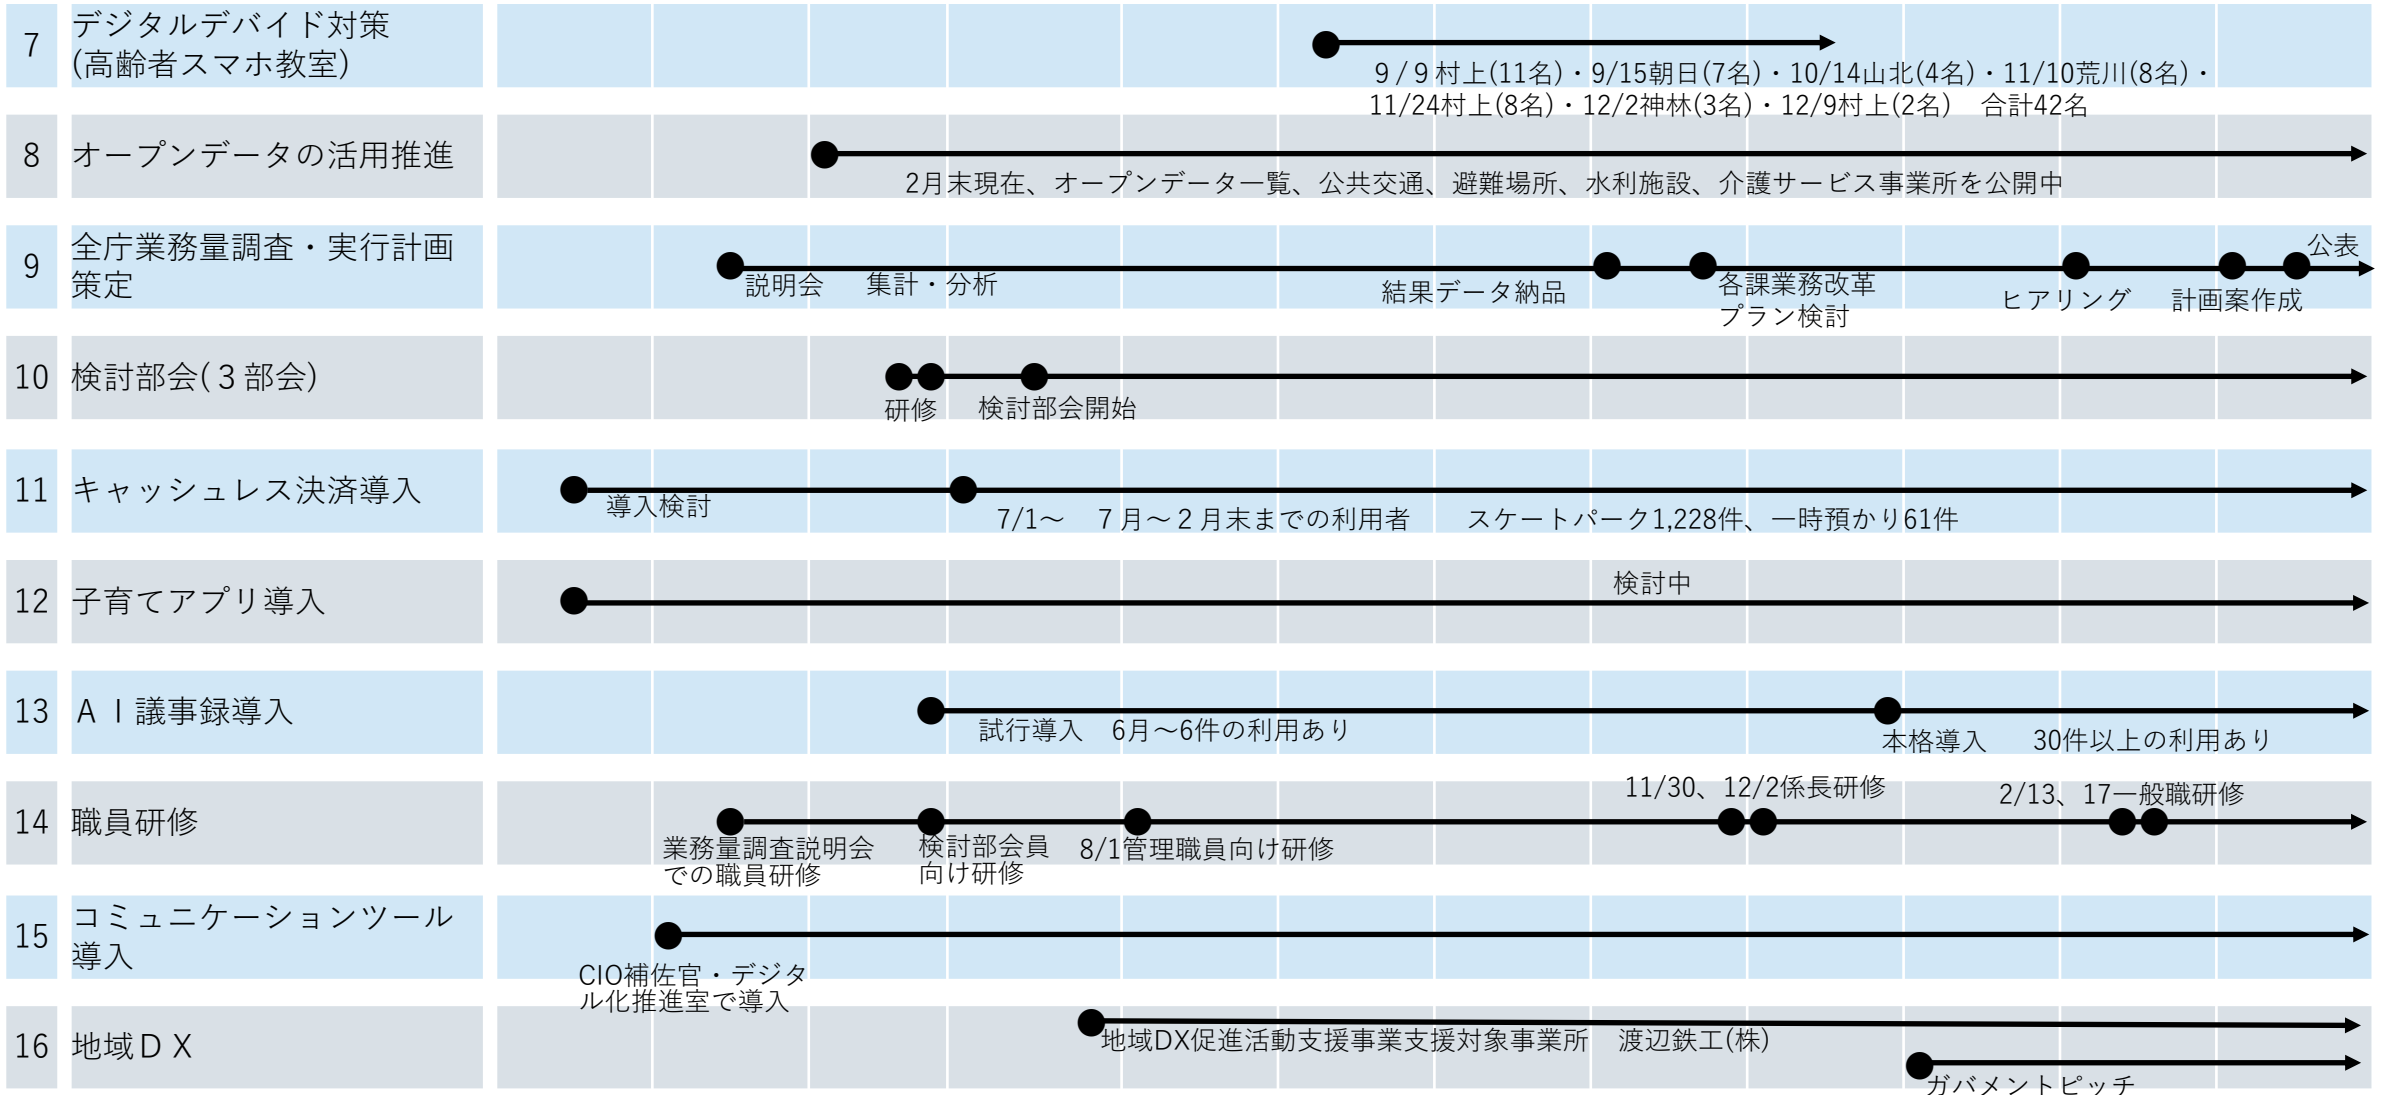 7
デジタルデバイド対策
(高齢者スマホ教室)
9/9村上(11名)・9/15朝日(7名)・10/14山北(4名)・11/10荒川(8名)・
11/24村上(8名)・12/2神林(3名)・12/9村上(2名)　合計42名
8
オープンデータの活用推進
2月末現在、オープンデータ一覧、公共交通、避難場所、水利施設、介護サービス事業所を公開中
9
全庁業務量調査・実行計画
策定
説明会
集計・分析
結果データ納品
各課業務改革
プラン検討
ヒアリング
計画案作成
公表
10
検討部会(３部会)
研修
検討部会開始
11
キャッシュレス決済導入
導入検討
7/1～　７月～２月末までの利用者　　スケートパーク1,228件、一時預かり61件
12
子育てアプリ導入
検討中
13
ＡＩ議事録導入
試行導入　6月～6件の利用あり
本格導入　30件以上の利用あり
14
職員研修
業務量調査説明会
での職員研修
検討部会員
向け研修
8/1管理職員向け研修
11/30、12/2係長研修
2/13、17一般職研修
15
コミュニケーションツール
導入
CIO補佐官・デジタ
ル化推進室で導入
16
地域ＤＸ
地域DX促進活動支援事業支援対象事業所　渡辺鉄工(株)
ガバメントピッチ